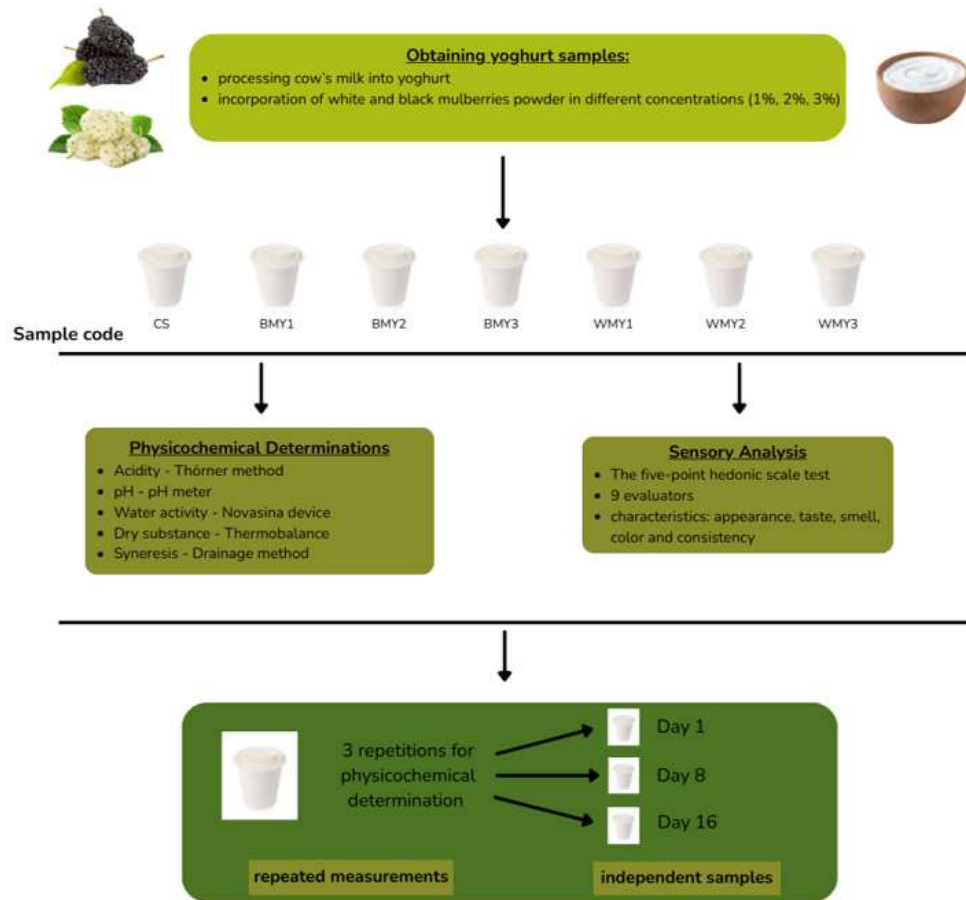 Obtaining yoghurt samples:
• processing cow's milk into yoghurt
• incorporation of white and black mulberries powder in different concentrations (1%, 2%, 3%)
CS
BMY1
BMY2
BMY3
WMY1
WMY2
WMY3
Sample code
Physicochemical Determinations
• Acidity - Thörner method
• pH - pH meter
• Water activity - Novasina device
• Dry substance - Thermobalance
• Syneresis - Drainage method
Sensory Analysis
• The five-point hedonic scale test
• 9 evaluators
• characteristics: appearance, taste, smell,
color and consistency
3 repetitions for
physicochemical
determination
Day 1
Day 8
Day 16
repeated measurements
independent samples